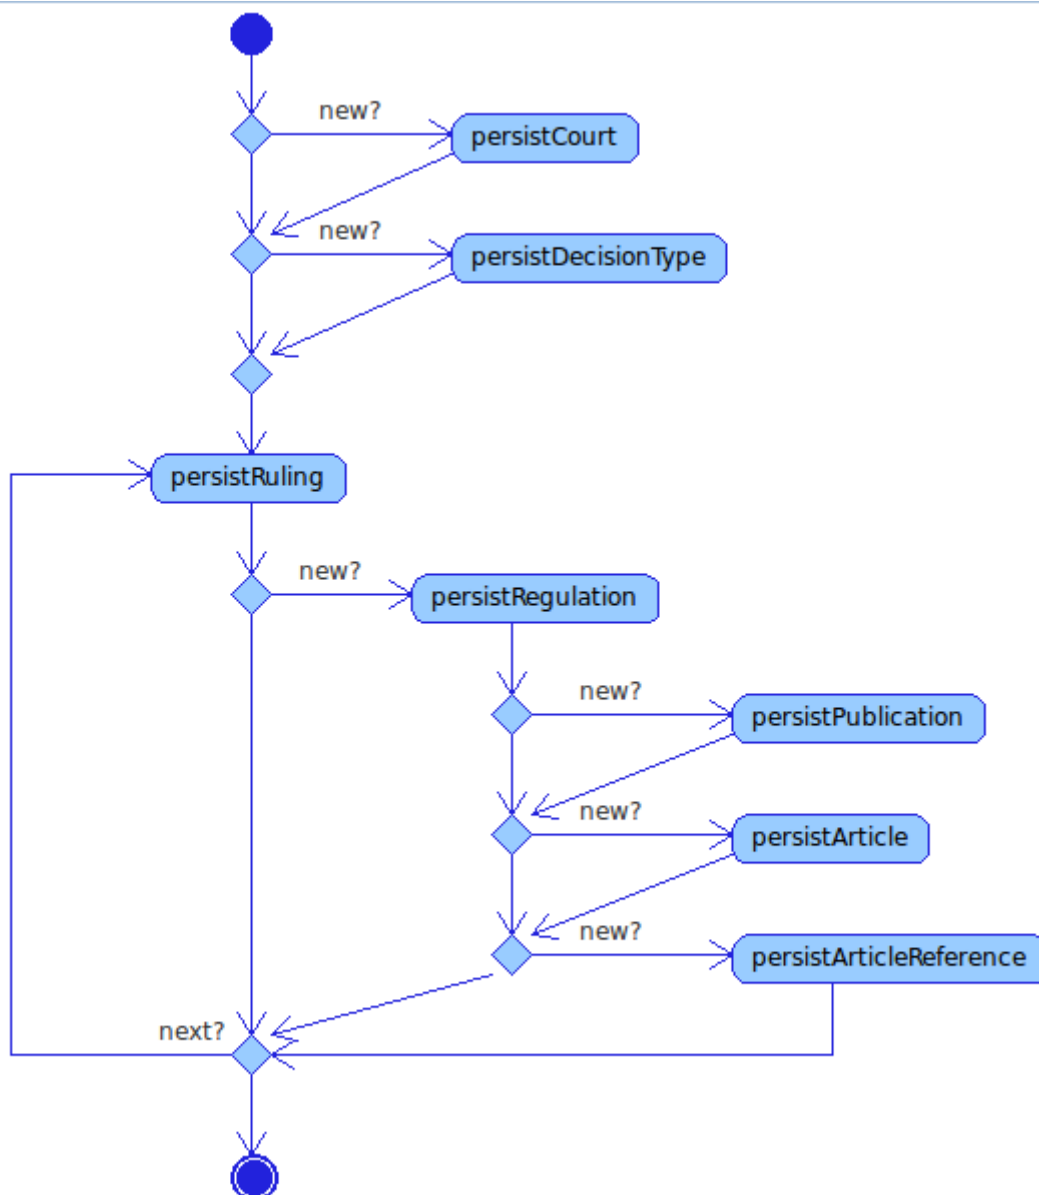 new?
persistCourt
new?
persistDecisionType
persistRuling
new?
persistRegulation
new?
persistPublication
new?
persistArticle
new?
persistArticleReference
next?